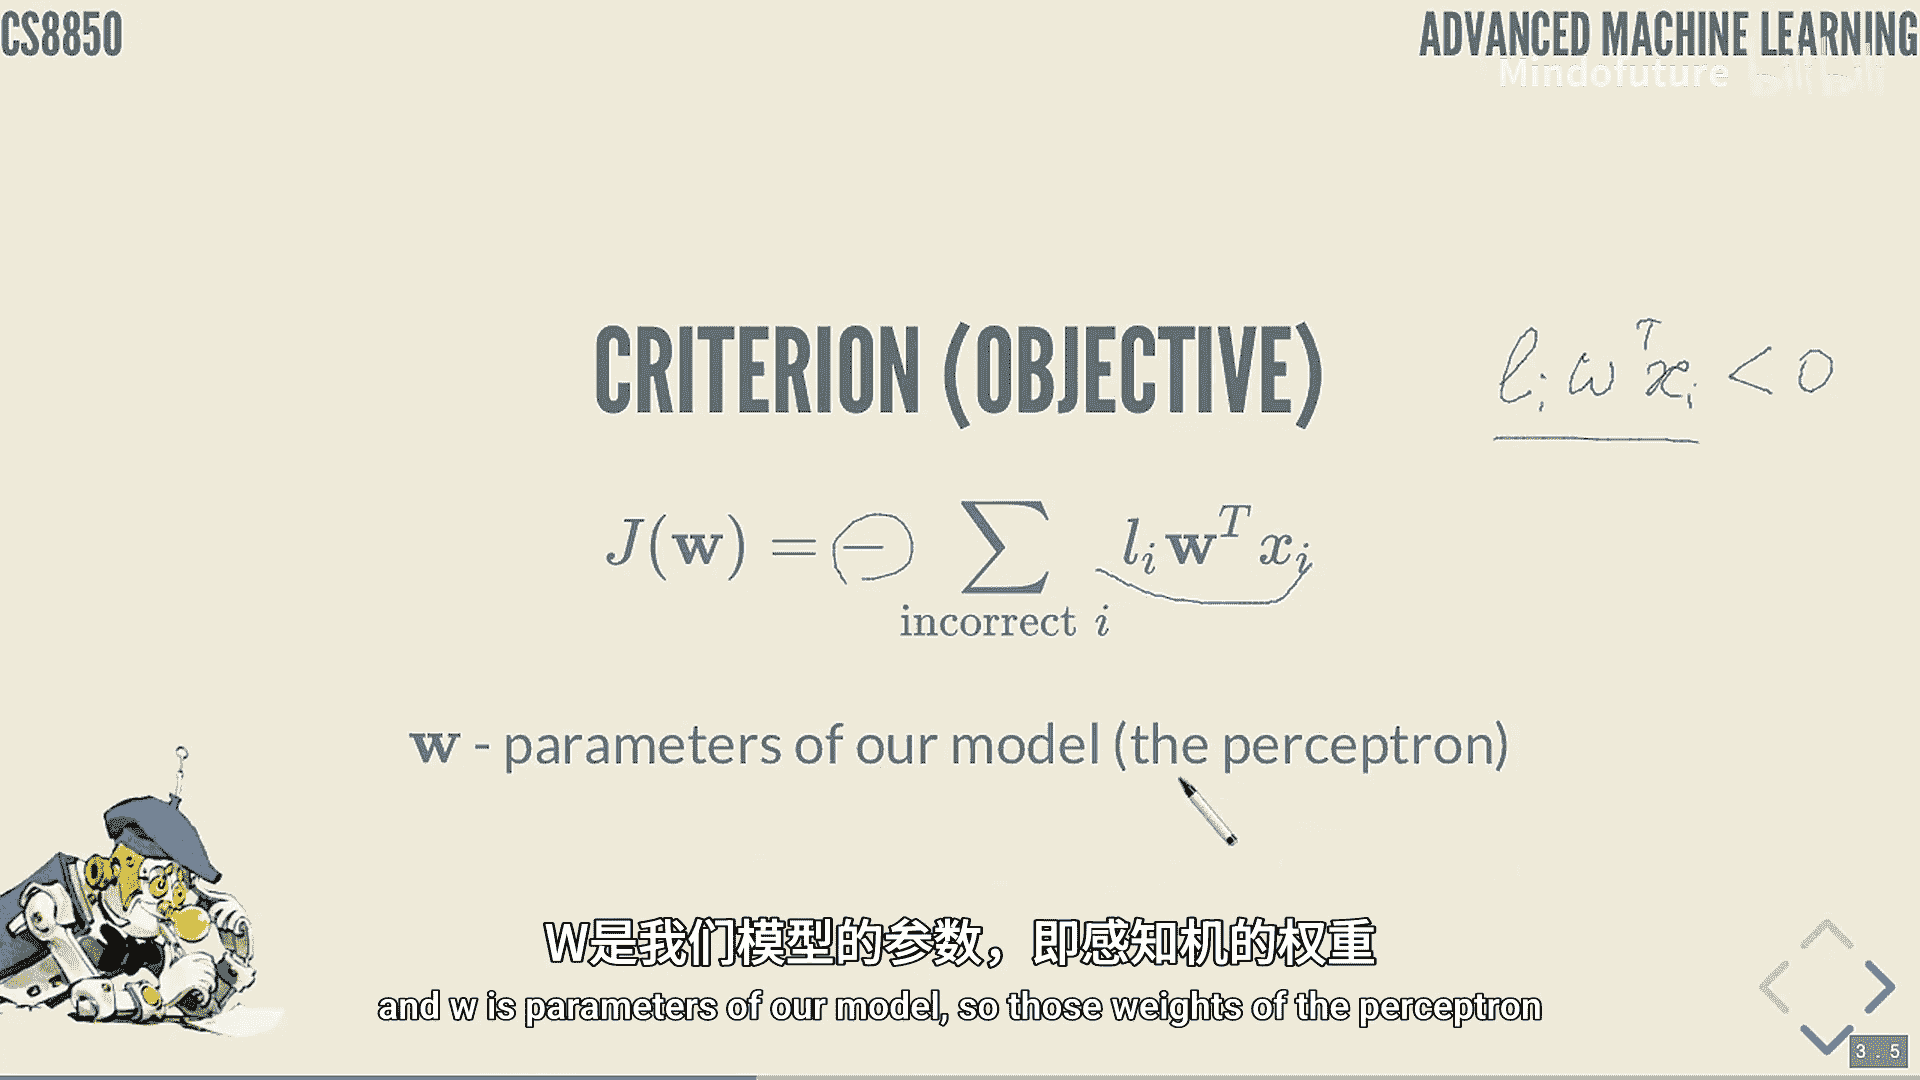 CS8850
ADVANCED MACHINE LEARNING
Mindofuture bilibili
CRITERION (OBJECTIVE)
l_i w^T x_i < 0
J(w) = − ∑ l_i w^T x_i
incorrect i
w - parameters of our model (the perceptron)
W是我们模型的参数，即感知机的权重
and w is parameters of our model, so those weights of the perceptron
3.5